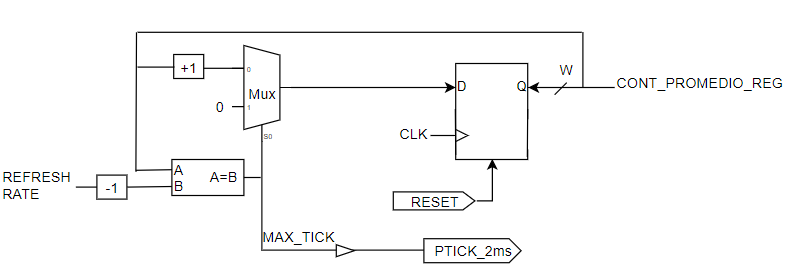 W
CONT_PROMEDIO_REG
+1
0
Mux
D
Q
0
1
CLK
S0
REFRESH
RATE
-1
A
B
A=B
RESET
MAX_TICK
PTICK_2ms